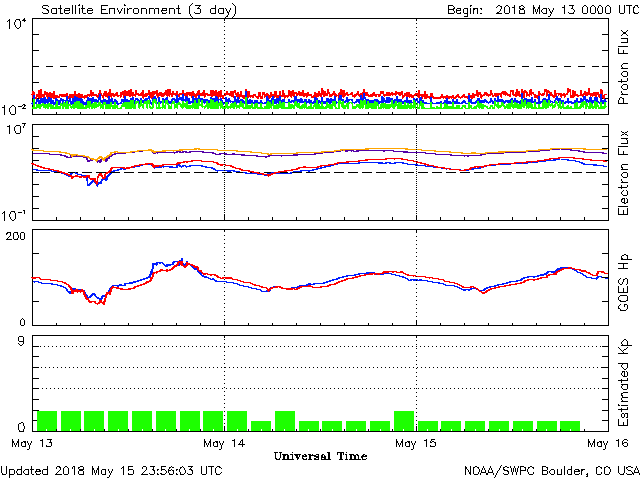 Satellite Environment (3 day) Begin: 2018 May 13 0000 UTC
10⁴
10⁻²
Proton Flux
10⁷
10⁻¹
Electron Flux
200
0
GOES Hp
9
0
Estimated Kp
May 13 May 14 May 15 May 16
Universal Time
Updated 2018 May 15 23:56:03 UTC NOAA/SWPC Boulder, CO USA